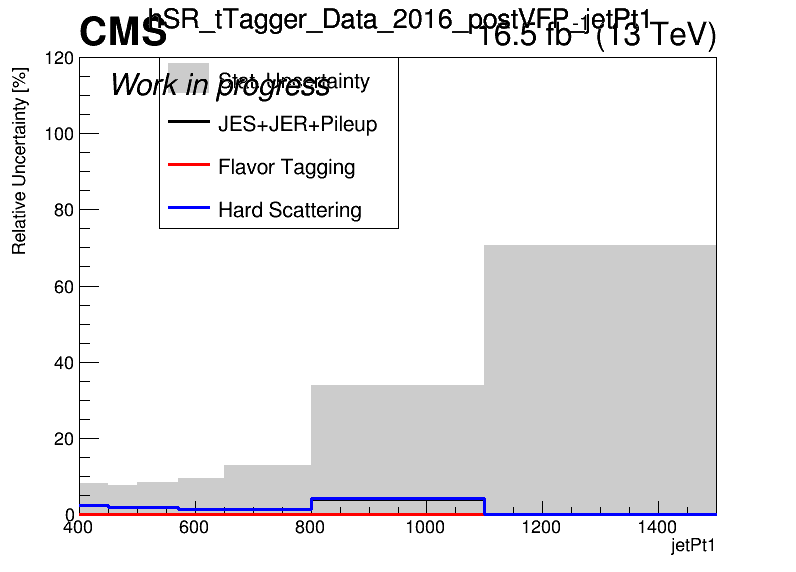 hSR_tTagger_Data_2016_postVFP_jetPt1
CMS 16.5 fb-1 (13 TeV)
Work in progress
Stat. Uncertainty
JES+JER+Pileup
Flavor Tagging
Hard Scattering
Relative Uncertainty [%]
120
100
80
60
40
20
0
400 600 800 1000 1200 1400
jetPt1